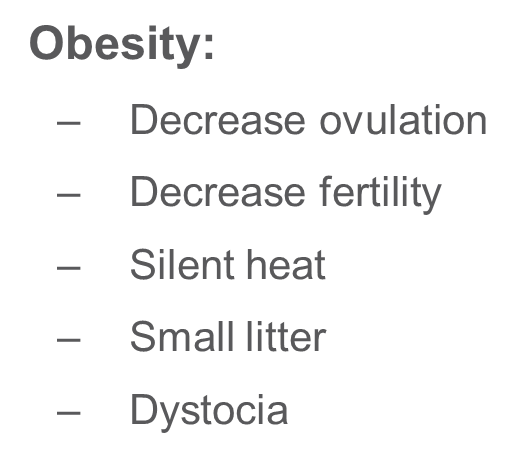 Obesity:
– Decrease ovulation
– Decrease fertility
– Silent heat
– Small litter
– Dystocia